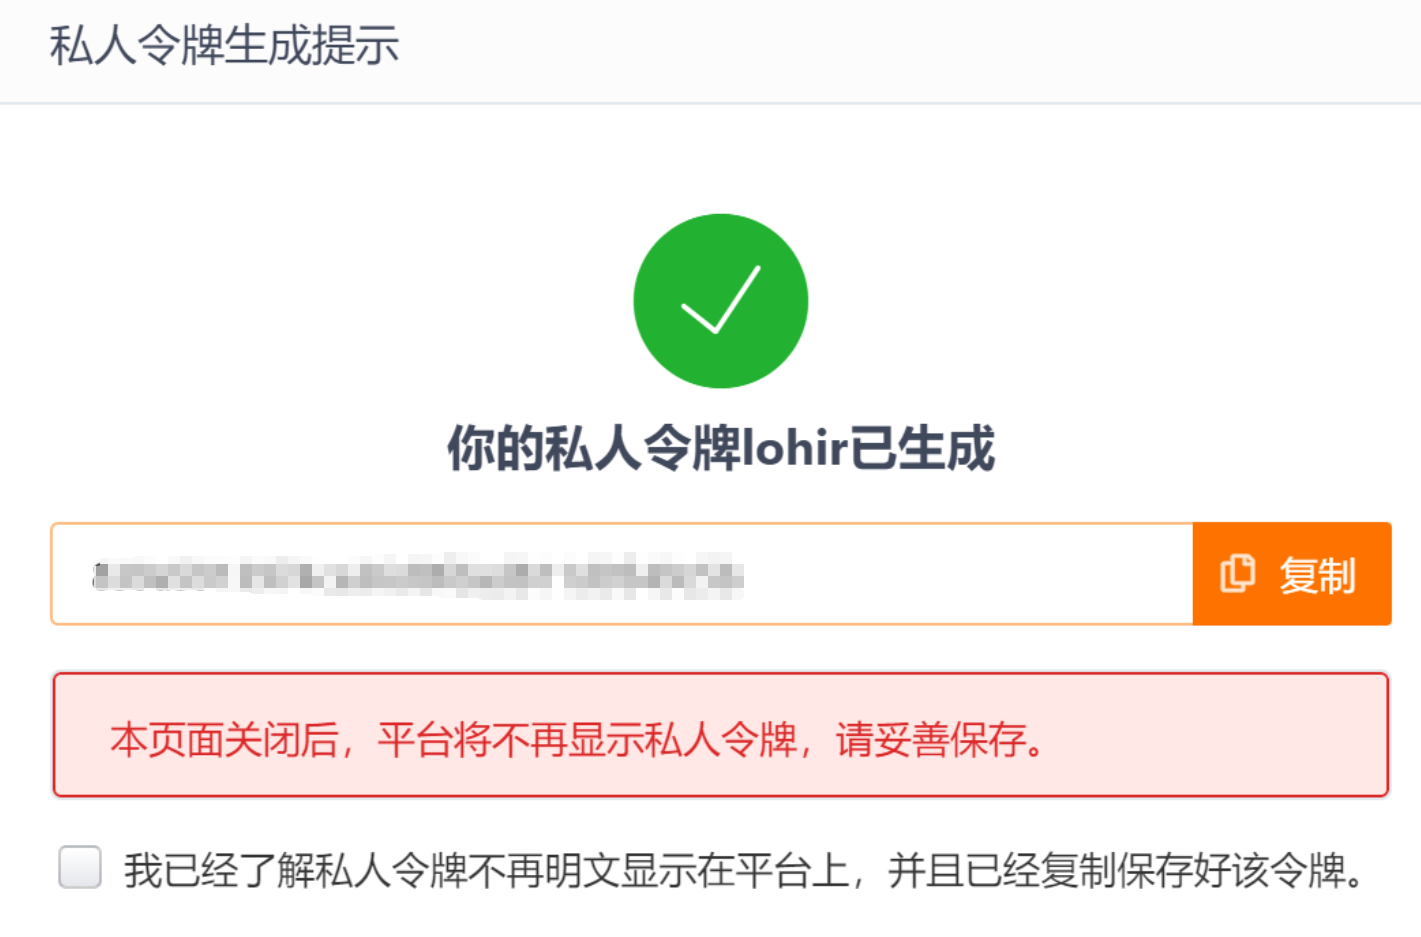 私人令牌生成提示
你的私人令牌lohir已生成
复制
本页面关闭后，平台将不再显示私人令牌，请妥善保存。
我已经了解私人令牌不再明文显示在平台上，并且已经复制保存好该令牌。